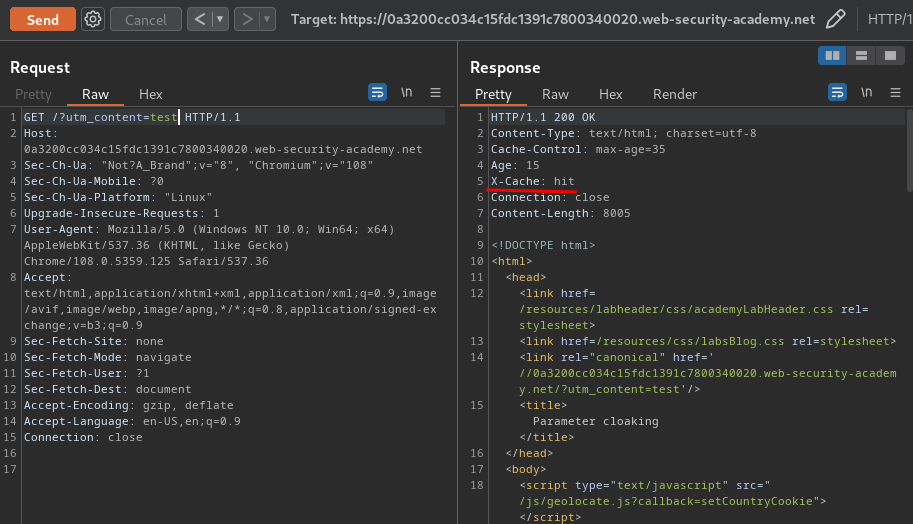 Send Cancel < > Target: https://0a3200cc034c15fdc1391c7800340020.web-security-academy.net HTTP/1
Request
Pretty Raw Hex \n
1 GET /?utm_content=test HTTP/1.1
2 Host:
0a3200cc034c15fdc1391c7800340020.web-security-academy.net
3 Sec-Ch-Ua: "Not?A_Brand";v="8", "Chromium";v="108"
4 Sec-Ch-Ua-Mobile: ?0
5 Sec-Ch-Ua-Platform: "Linux"
6 Upgrade-Insecure-Requests: 1
7 User-Agent: Mozilla/5.0 (Windows NT 10.0; Win64; x64)
AppleWebKit/537.36 (KHTML, like Gecko)
Chrome/108.0.5359.125 Safari/537.36
8 Accept:
text/html,application/xhtml+xml,application/xml;q=0.9,image
/avif,image/webp,image/apng,*/*;q=0.8,application/signed-ex
change;v=b3;q=0.9
9 Sec-Fetch-Site: none
10 Sec-Fetch-Mode: navigate
11 Sec-Fetch-User: ?1
12 Sec-Fetch-Dest: document
13 Accept-Encoding: gzip, deflate
14 Accept-Language: en-US,en;q=0.9
15 Connection: close
16
17
Response
Pretty Raw Hex Render \n
1 HTTP/1.1 200 OK
2 Content-Type: text/html; charset=utf-8
3 Cache-Control: max-age=35
4 Age: 15
5 X-Cache: hit
6 Connection: close
7 Content-Length: 8005
8
9 <!DOCTYPE html>
10 <html>
11 <head>
12 <link href=
/resources/labheader/css/academyLabHeader.css rel=
stylesheet>
13 <link href=/resources/css/labsBlog.css rel=stylesheet>
14 <link rel="canonical" href='
//0a3200cc034c15fdc1391c7800340020.web-security-academ
y.net/?utm_content=test'/>
15 <title>
Parameter cloaking
</title>
16 </head>
17 <body>
18 <script type="text/javascript" src="
/js/geolocate.js?callback=setCountryCookie">
</script>